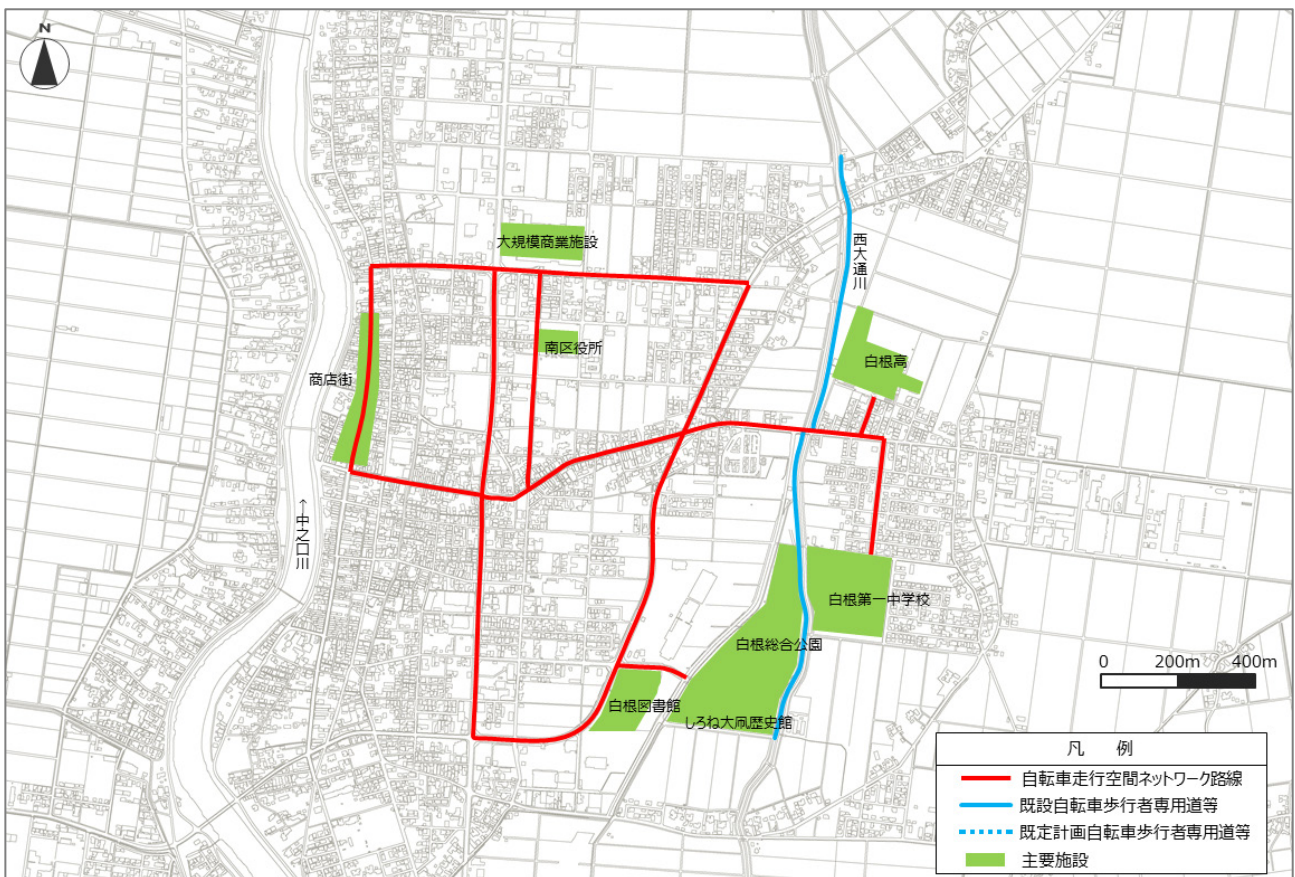 N
大規模商業施設
西大通川
南区役所
白根高
商店街
↑中之口川
白根第一中学校
白根総合公園
0 200m 400m
白根図書館
しろね大凧歴史館
凡 例
自転車走行空間ネットワーク路線
既設自転車歩行者専用道等
既定計画自転車歩行者専用道等
主要施設